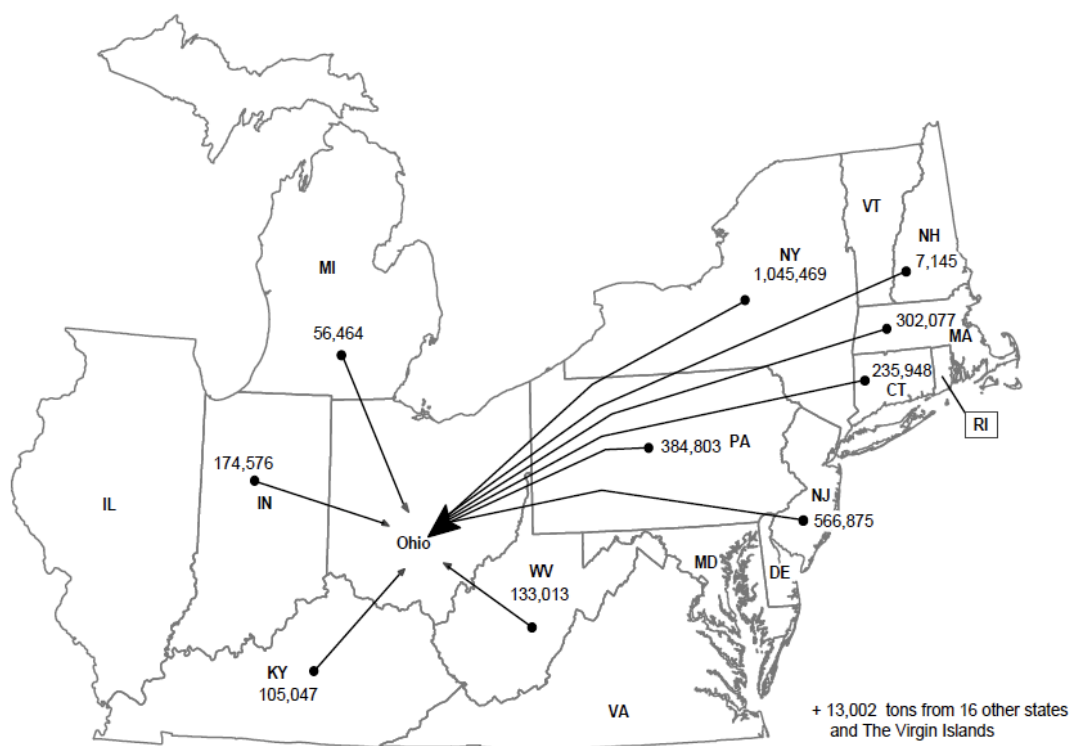 VT
NH
7,145
NY
1,045,469
MI
56,464
302,077
MA
235,948
CT
RI
384,803
PA
174,576
IN
IL
NJ
566,875
Ohio
MD
DE
WV
133,013
KY
105,047
VA
+ 13,002 tons from 16 other states
and The Virgin Islands